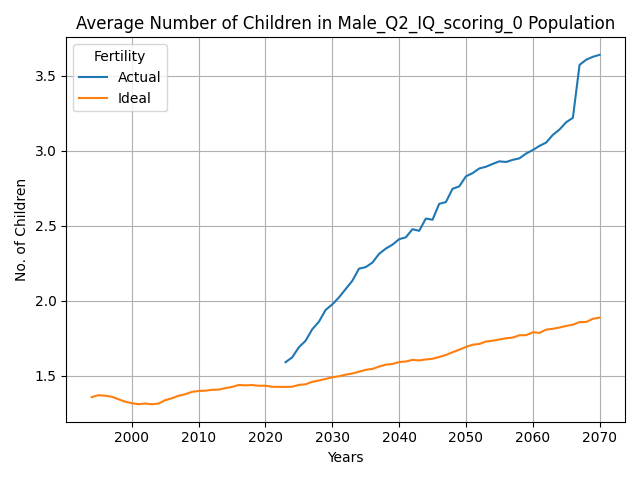 Average Number of Children in Male_Q2_IQ_scoring_0 Population
Fertility
Actual
Ideal
No. of Children
3.5
3.0
2.5
2.0
1.5
2000 2010 2020 2030 2040 2050 2060 2070
Years